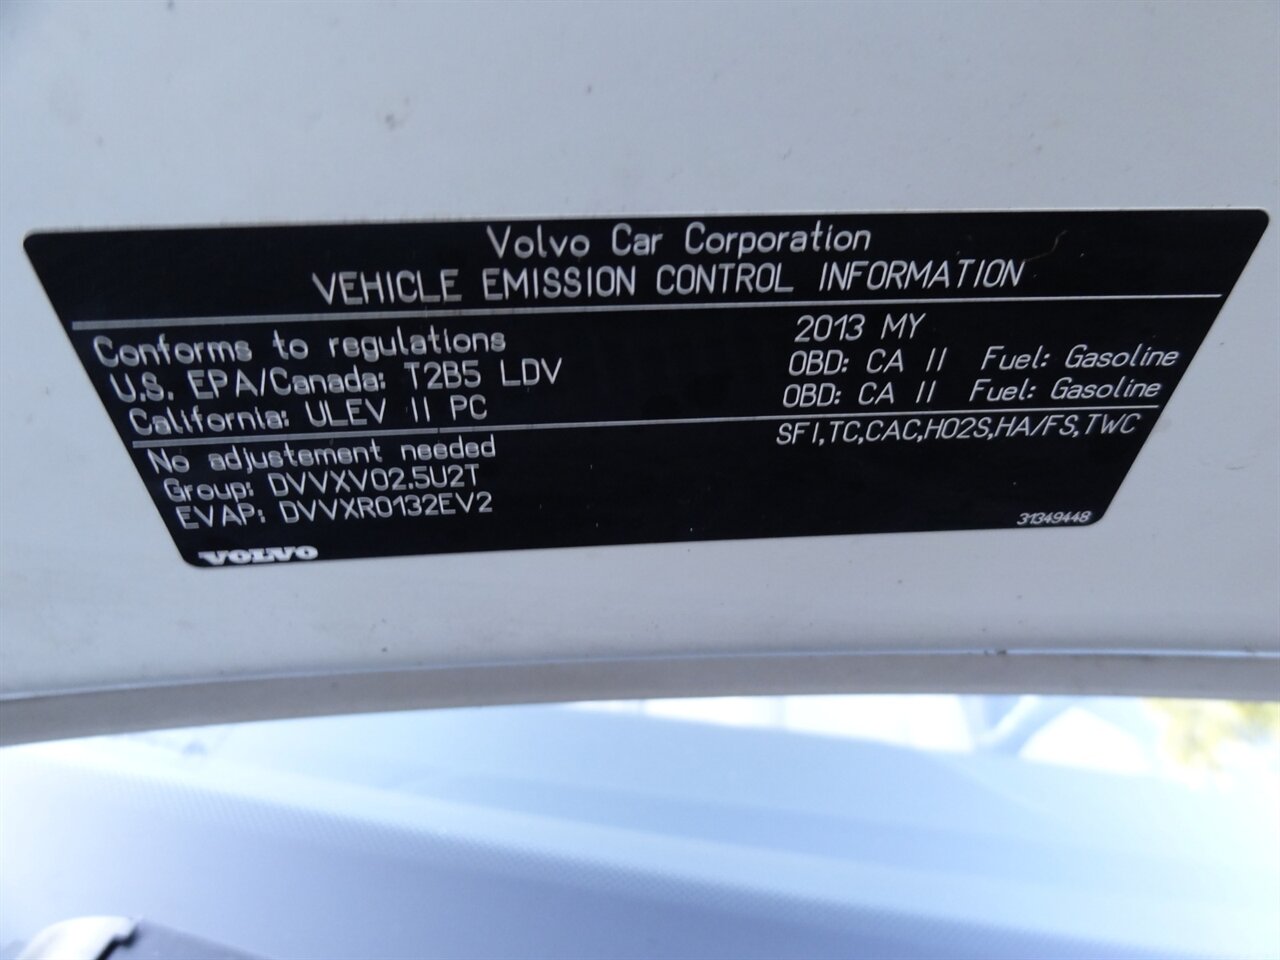 Volvo Car Corporation
VEHICLE EMISSION CONTROL INFORMATION
Conforms to regulations 2013 MY
U.S. EPA/Canada: T2B5 LDV OBD: CA II Fuel: Gasoline
California: ULEV II PC OBD: CA II Fuel: Gasoline
No adjustement needed SFI,TC,CAC,HO2S,HA/FS,TWC
Group: DVVXV02.5U2T
EVAP: DVVXR0132EV2
VOLVO 31349448